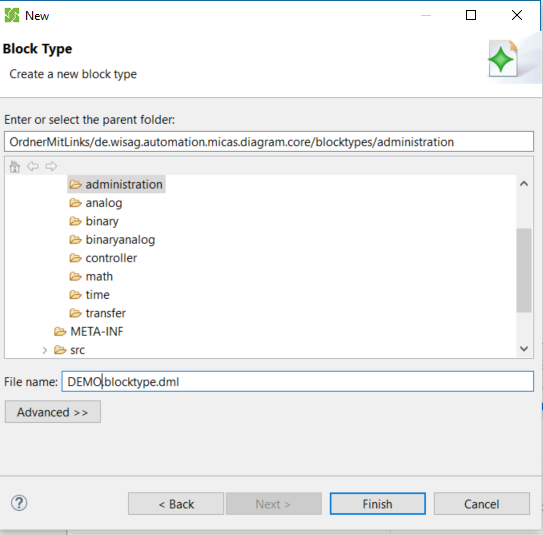 New
Block Type
Create a new block type
Enter or select the parent folder:
OrdnerMitLinks/de.wisag.automation.micas.diagram.core/blocktypes/administration
administration
analog
binary
binaryanalog
controller
math
time
transfer
META-INF
src
File name: DEMO.blocktype.dml
Advanced >>
? < Back Next > Finish Cancel